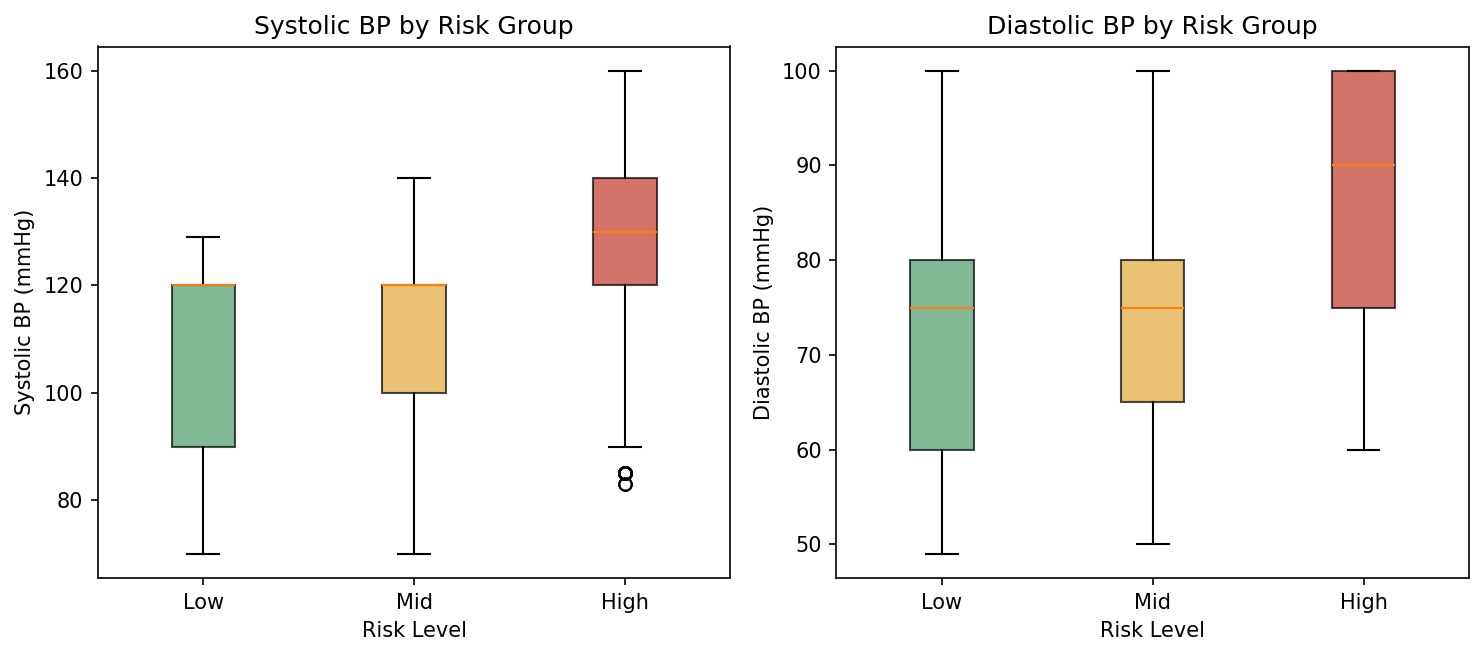 Systolic BP by Risk Group
Systolic BP (mmHg)
160
140
120
100
80
Low Mid High
Risk Level
Diastolic BP by Risk Group
Diastolic BP (mmHg)
100
90
80
70
60
50
Low Mid High
Risk Level